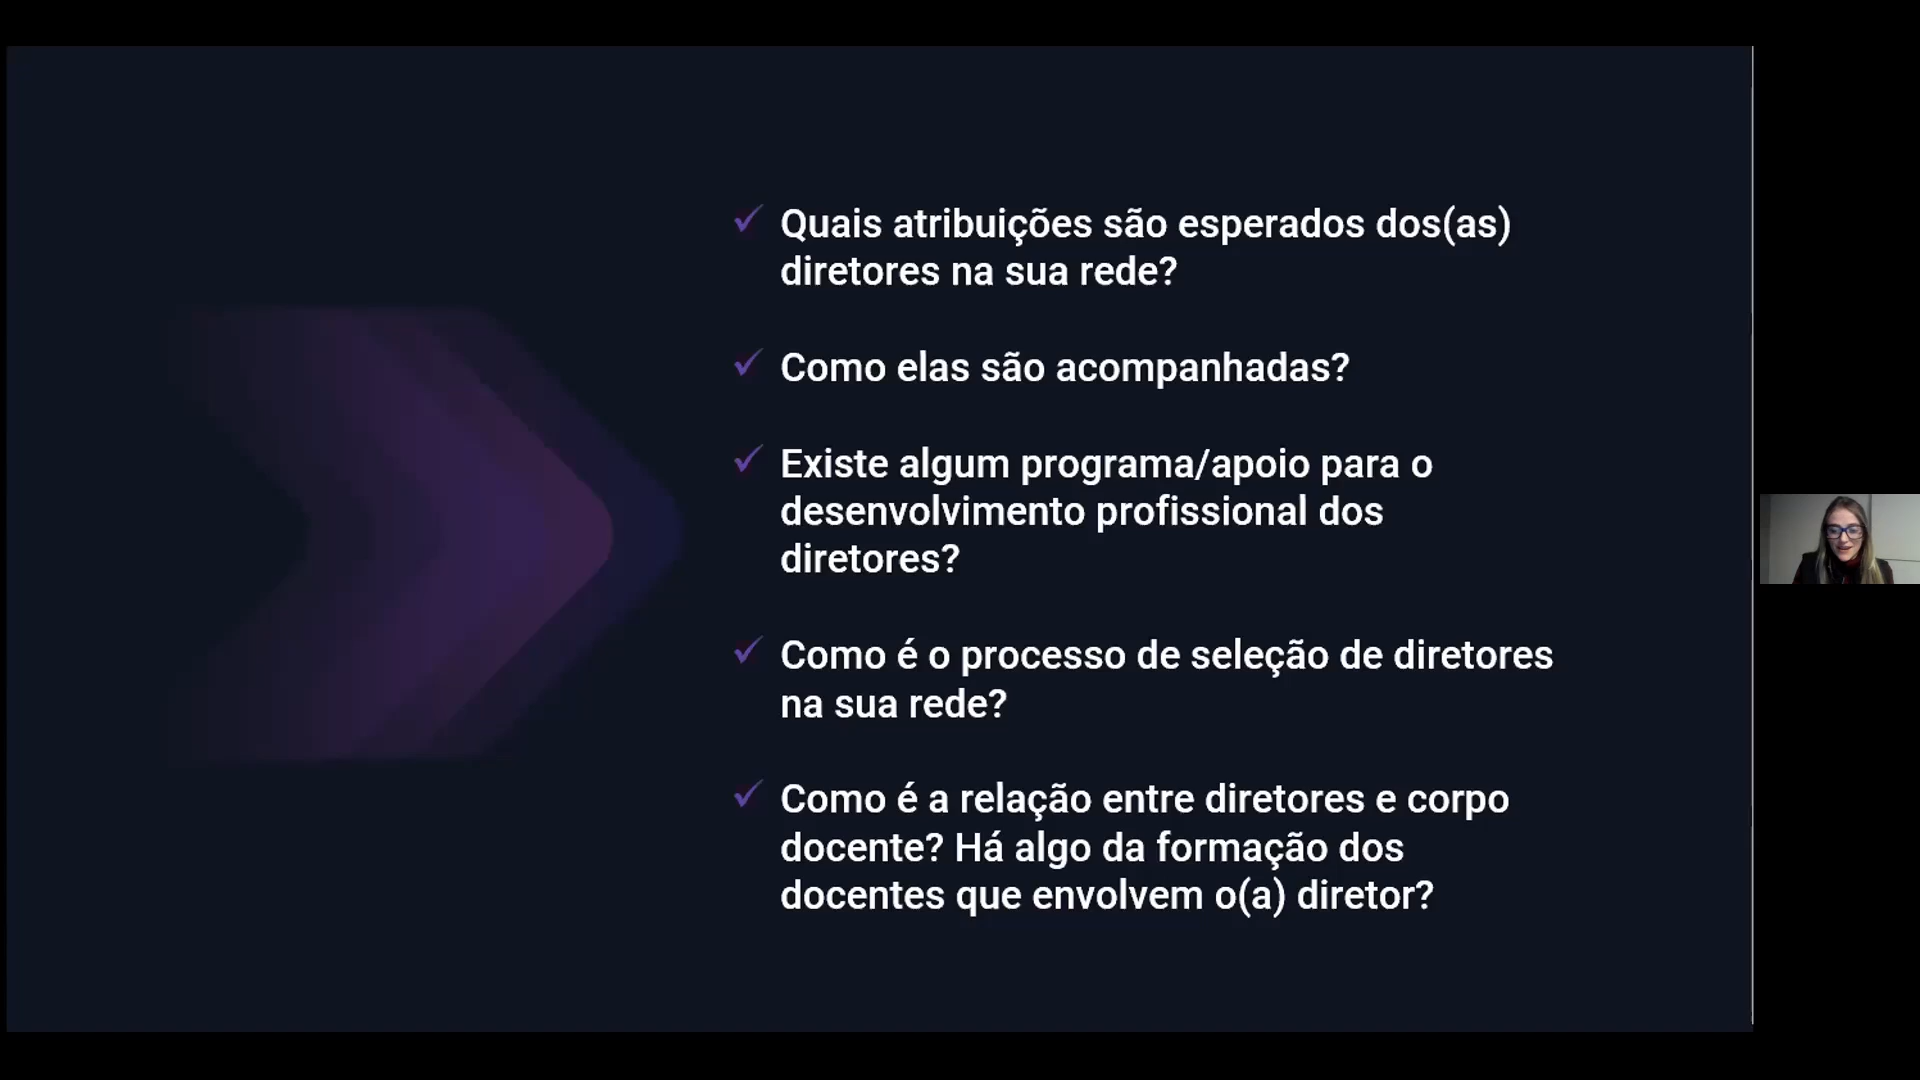 Quais atribuições são esperados dos(as)
diretores na sua rede?
Como elas são acompanhadas?
Existe algum programa/apoio para o
desenvolvimento profissional dos
diretores?
Como é o processo de seleção de diretores
na sua rede?
Como é a relação entre diretores e corpo
docente? Há algo da formação dos
docentes que envolvem o(a) diretor?